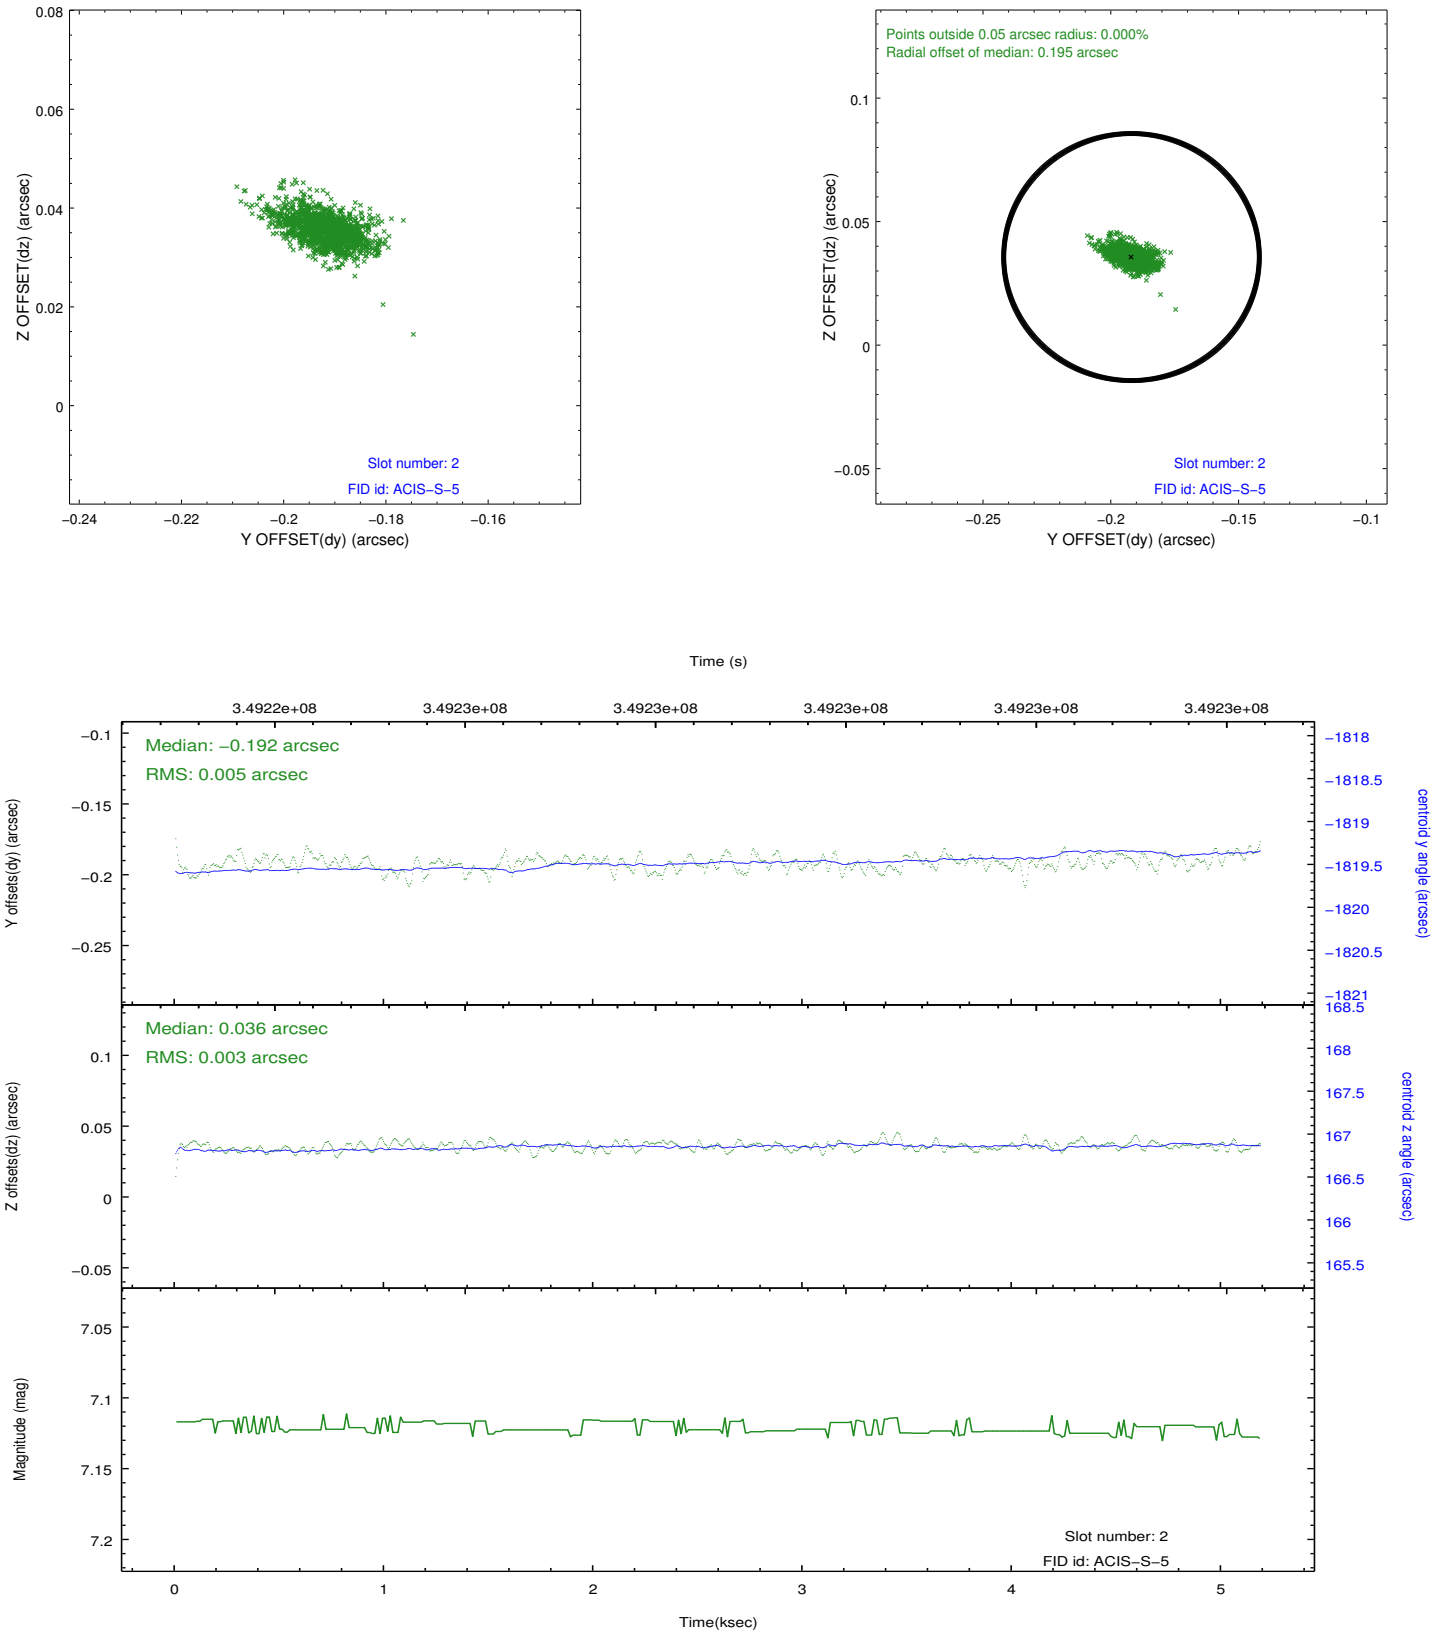 0.08
0.06
0.04
0.02
0
Z OFFSET(dz) (arcsec)
Slot number: 2
FID id: ACIS−S−5
−0.24
−0.22
−0.2
−0.18
−0.16
Y OFFSET(dy) (arcsec)
Points outside 0.05 arcsec radius: 0.000%
Radial offset of median: 0.195 arcsec
0.1
0.05
0
−0.05
Z OFFSET(dz) (arcsec)
Slot number: 2
FID id: ACIS−S−5
−0.25
−0.2
−0.15
−0.1
Y OFFSET(dy) (arcsec)
Time (s)
3.4922e+08
3.4923e+08
3.4923e+08
3.4923e+08
3.4923e+08
3.4923e+08
Median: −0.192 arcsec
RMS: 0.005 arcsec
−0.1
−0.15
−0.2
−0.25
Y offsets(dy) (arcsec)
−1818
−1818.5
−1819
−1819.5
−1820
−1820.5
−1821
centroid y angle (arcsec)
Median: 0.036 arcsec
RMS: 0.003 arcsec
0.1
0.05
0
−0.05
Z offsets(dz) (arcsec)
168.5
168
167.5
167
166.5
166
165.5
centroid z angle (arcsec)
7.05
7.1
7.15
7.2
Magnitude (mag)
Slot number: 2
FID id: ACIS−S−5
0
1
2
3
4
5
Time(ksec)